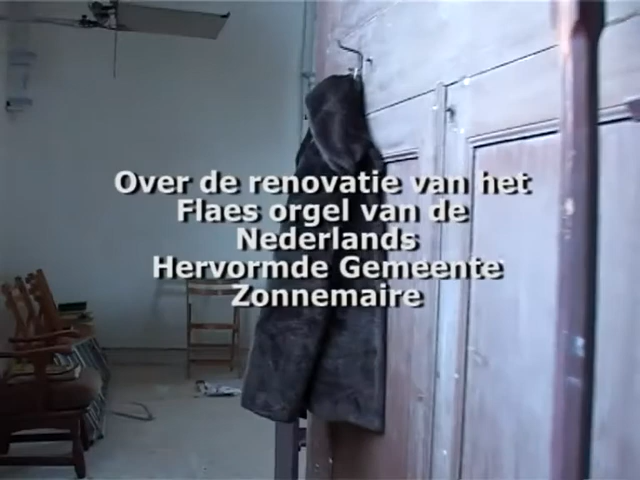 Over de renovatie van het
Flaes orgel van de
Nederlands
Hervormde Gemeente
Zonnemaire